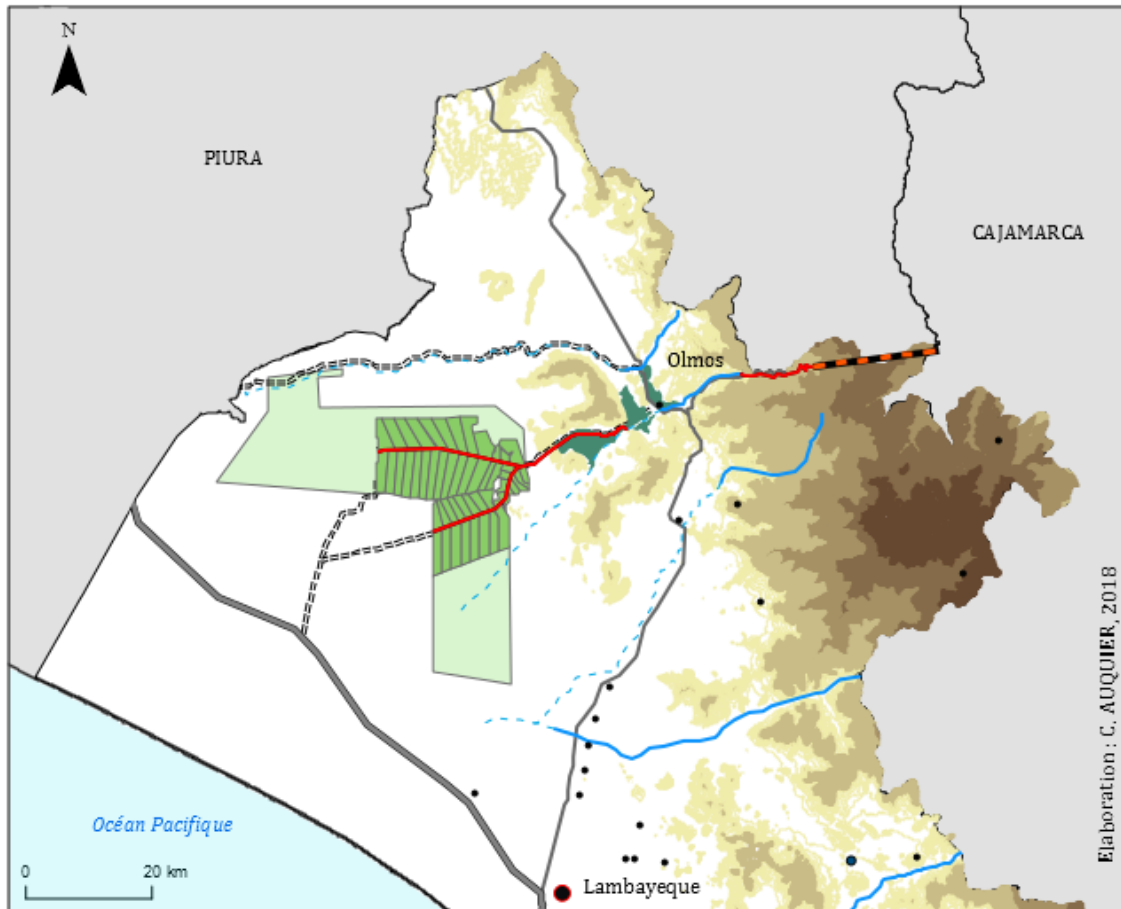 N
PIURA
CAJAMARCA
Olmos
Océan Pacifique
0 20 km
Lambayeque
Elaboration : C. AUQUIER, 2018